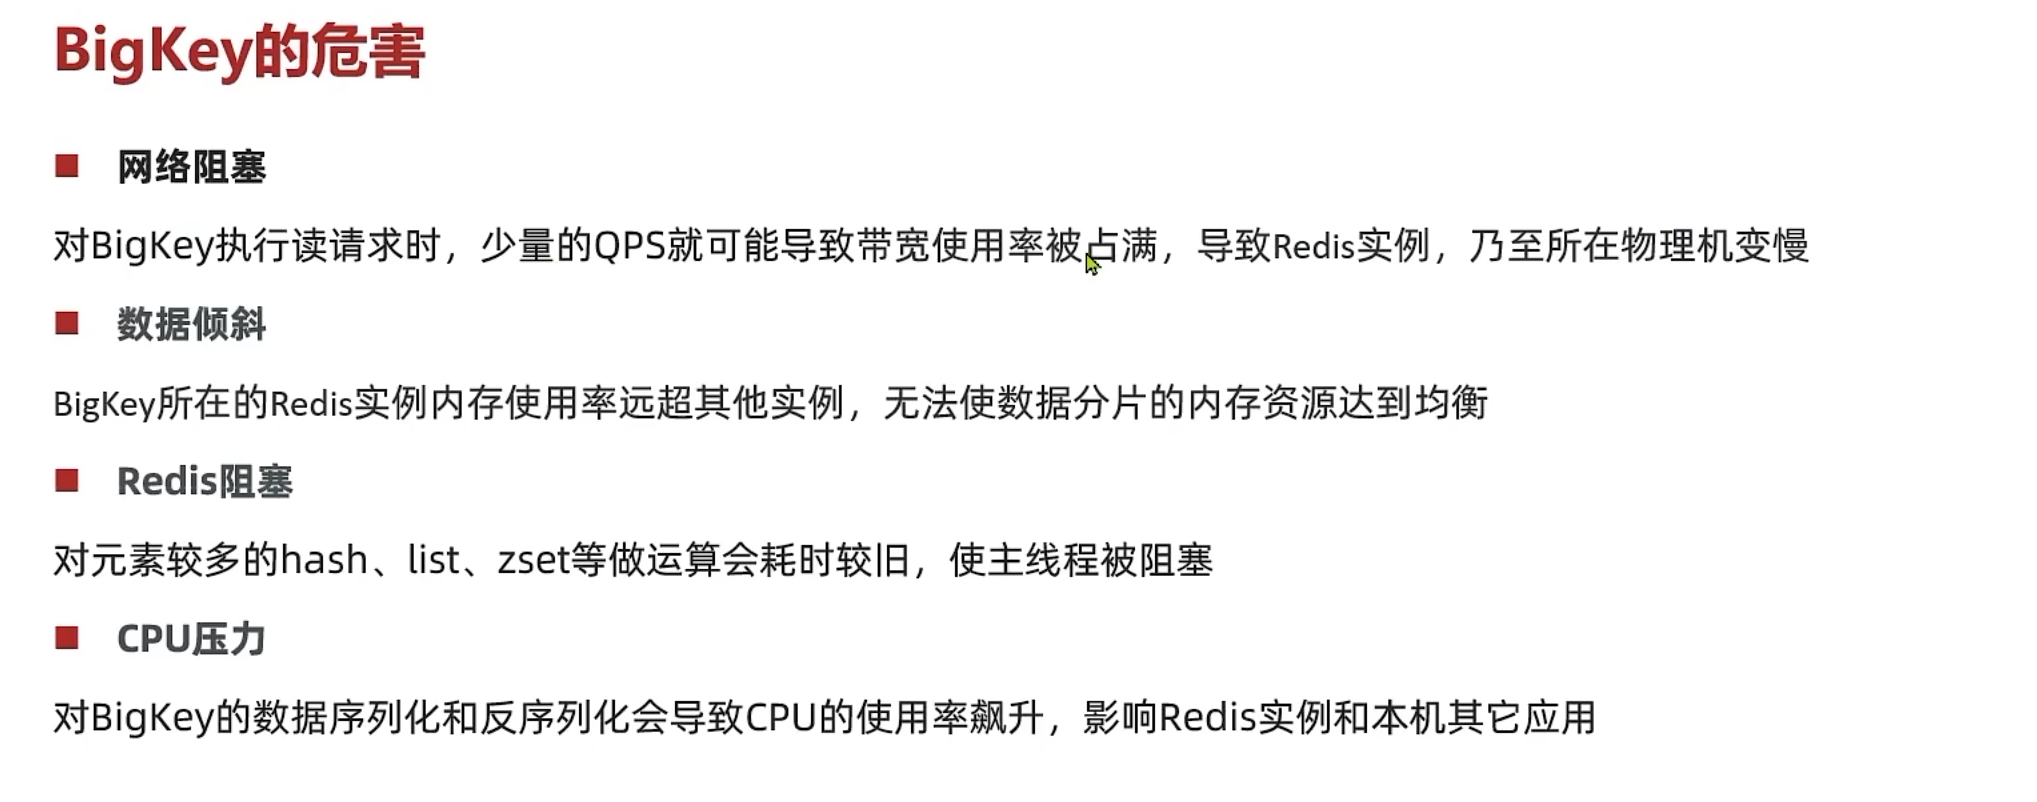 BigKey的危害
网络阻塞
对BigKey执行读请求时，少量的QPS就可能导致带宽使用率被占满，导致Redis实例，乃至所在物理机变慢
数据倾斜
BigKey所在的Redis实例内存使用率远超其他实例，无法使数据分片的内存资源达到均衡
Redis阻塞
对元素较多的hash、list、zset等做运算会耗时较旧，使主线程被阻塞
CPU压力
对BigKey的数据序列化和反序列化会导致CPU的使用率飙升，影响Redis实例和本机其它应用